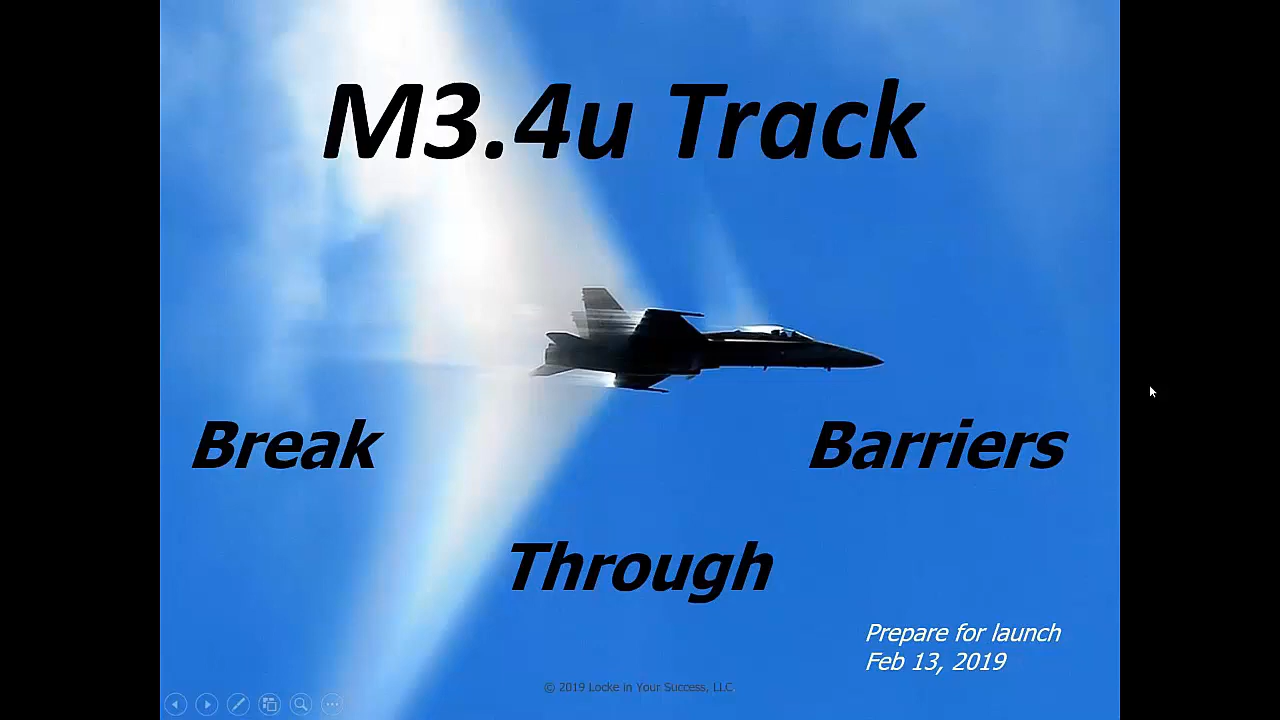 M3.4u Track
Break
Barriers
Through
Prepare for launch
Feb 13, 2019
© 2019 Locke in Your Success, LLC.